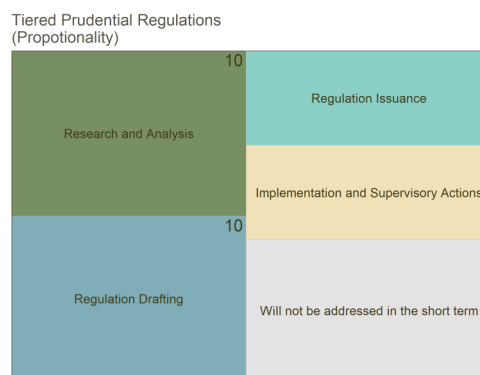 Tiered Prudential Regulations
(Propotionality)
10
Research and Analysis
10
Regulation Drafting
Regulation Issuance
Implementation and Supervisory Actions
Will not be addressed in the short term